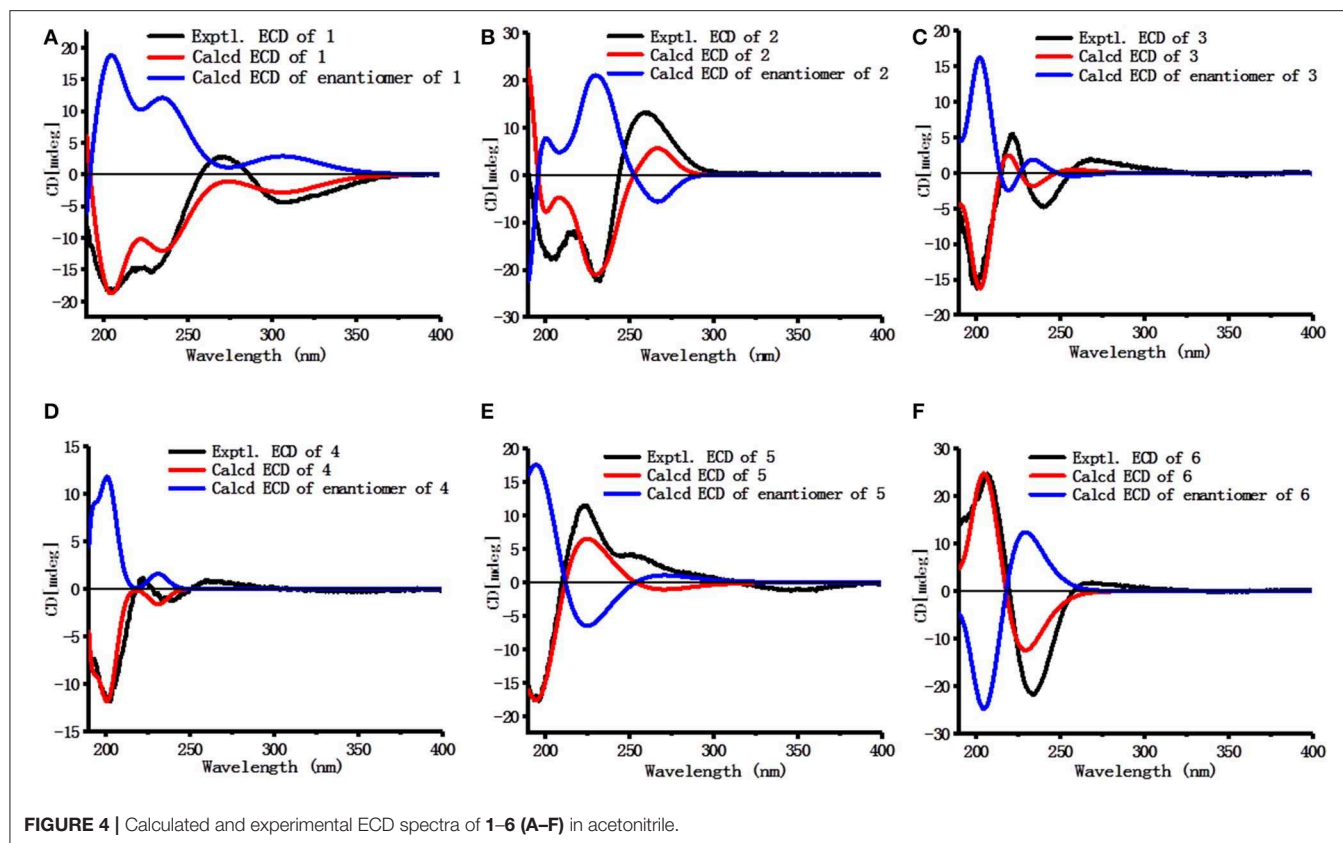 A
Exptl. ECD of 1
Calcd ECD of 1
Calcd ECD of enantiomer of 1
CD[mdeg]
20
15
10
5
0
-5
-10
-15
-20
200 250 300 350 400
Wavelength (nm)
B
Exptl. ECD of 2
Calcd ECD of 2
Calcd ECD of enantiomer of 2
CD[mdeg]
30
20
10
0
-10
-20
-30
200 250 300 350 400
Wavelength (nm)
C
Exptl. ECD of 3
Calcd ECD of 3
Calcd ECD of enantiomer of 3
CD[mdeg]
20
15
10
5
0
-5
-10
-15
-20
200 250 300 350 400
Wavelength (nm)
D
Exptl. ECD of 4
Calcd ECD of 4
Calcd ECD of enantiomer of 4
CD[mdeg]
15
10
5
0
-5
-10
-15
200 250 300 350 400
Wavelength (nm)
E
Exptl. ECD of 5
Calcd ECD of 5
Calcd ECD of enantiomer of 5
CD[mdeg]
20
15
10
5
0
-5
-10
-15
-20
200 250 300 350 400
Wavelength (nm)
F
Exptl. ECD of 6
Calcd ECD of 6
Calcd ECD of enantiomer of 6
CD[mdeg]
30
20
10
0
-10
-20
-30
200 250 300 350 400
Wavelength (nm)
FIGURE 4 | Calculated and experimental ECD spectra of 1–6 (A–F) in acetonitrile.